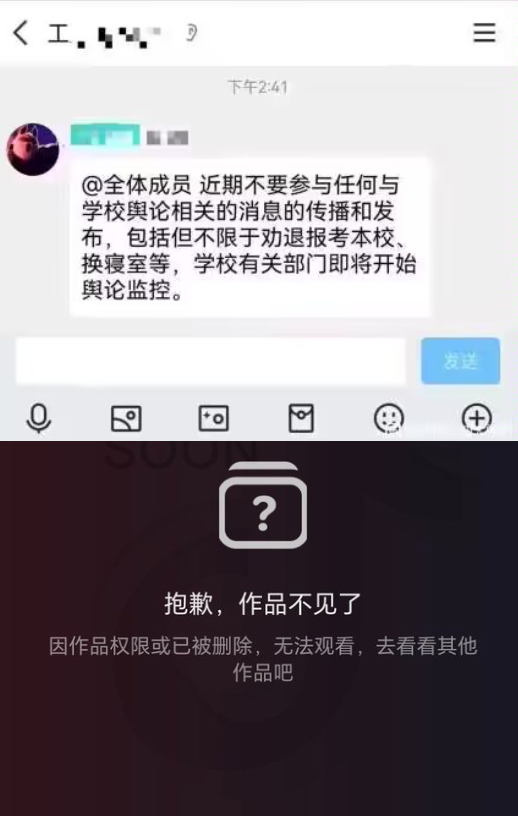 工
下午2:41
@全体成员 近期不要参与任何与
学校舆论相关的消息的传播和发
布，包括但不限于劝退报考本校、
换寝室等，学校有关部门即将开始
舆论监控。
发送
SOON
?
抱歉，作品不见了
因作品权限或已被删除，无法观看，去看看其他
作品吧